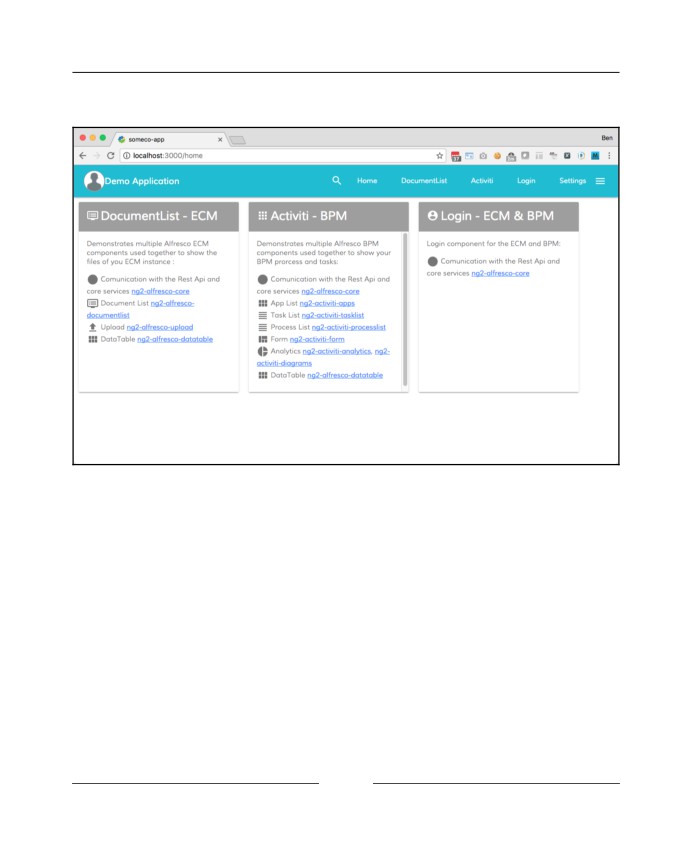 someco-app
Ben
localhost:3000/home
37
Demo Application
Home
DocumentList
Activiti
Login
Settings
DocumentList - ECM
Demonstrates multiple Alfresco ECM
components used together to show the
files of you ECM instance :
Comunication with the Rest Api and
core services ng2-alfresco-core
Document List ng2-alfresco-
documentlist
Upload ng2-alfresco-upload
DataTable ng2-alfresco-datatable
Activiti - BPM
Demonstrates multiple Alfresco BPM
components used together to show your
BPM prorcess and tasks:
Comunication with the Rest Api and
core services ng2-alfresco-core
App List ng2-activiti-apps
Task List ng2-activiti-tasklist
Process List ng2-activiti-processlist
Form ng2-activiti-form
Analytics ng2-activiti-analytics, ng2-
activiti-diagrams
DataTable ng2-alfresco-datatable
Login - ECM & BPM
Login component for the ECM and BPM:
Comunication with the Rest Api and
core services ng2-alfresco-core